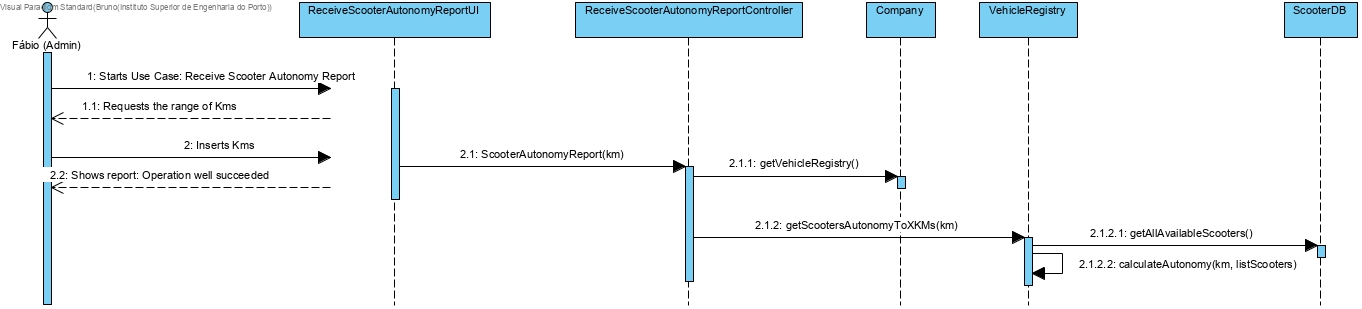 Visual Para om Standard(Bruno(Instituto Superior de Engenharia do Porto))
Fábio (Admin)
ReceiveScooterAutonomyReportUI
ReceiveScooterAutonomyReportController
Company
VehicleRegistry
ScooterDB
1: Starts Use Case: Receive Scooter Autonomy Report
1.1: Requests the range of Kms
2: Inserts Kms
2.1: ScooterAutonomyReport(km)
2.1.1: getVehicleRegistry()
2.2: Shows report: Operation well succeeded
2.1.2: getScootersAutonomyToXKMs(km)
2.1.2.1: getAllAvailableScooters()
2.1.2.2: calculateAutonomy(km, listScooters)